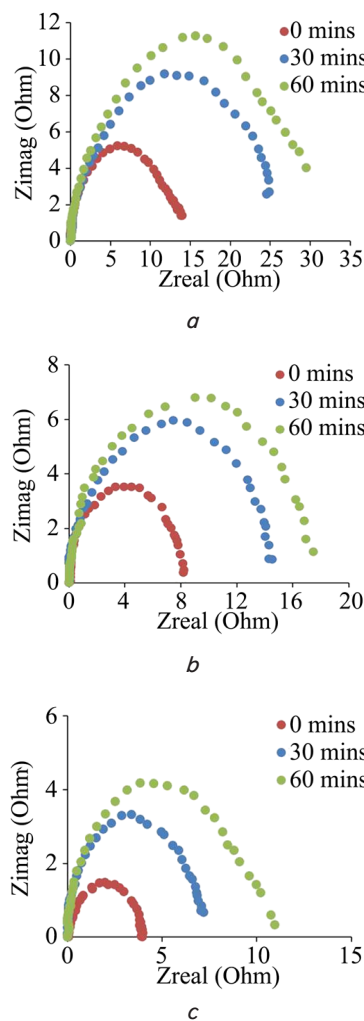 12
10
8
6
4
2
0
Zimag (Ohm)
0 mins
30 mins
60 mins
0 5 10 15 20 25 30 35
Zreal (Ohm)
a
8
6
4
2
0
Zimag (Ohm)
0 mins
30 mins
60 mins
0 4 8 12 16 20
Zreal (Ohm)
b
6
4
2
0
Zimag (Ohm)
0 mins
30 mins
60 mins
0 5 10 15
Zreal (Ohm)
c